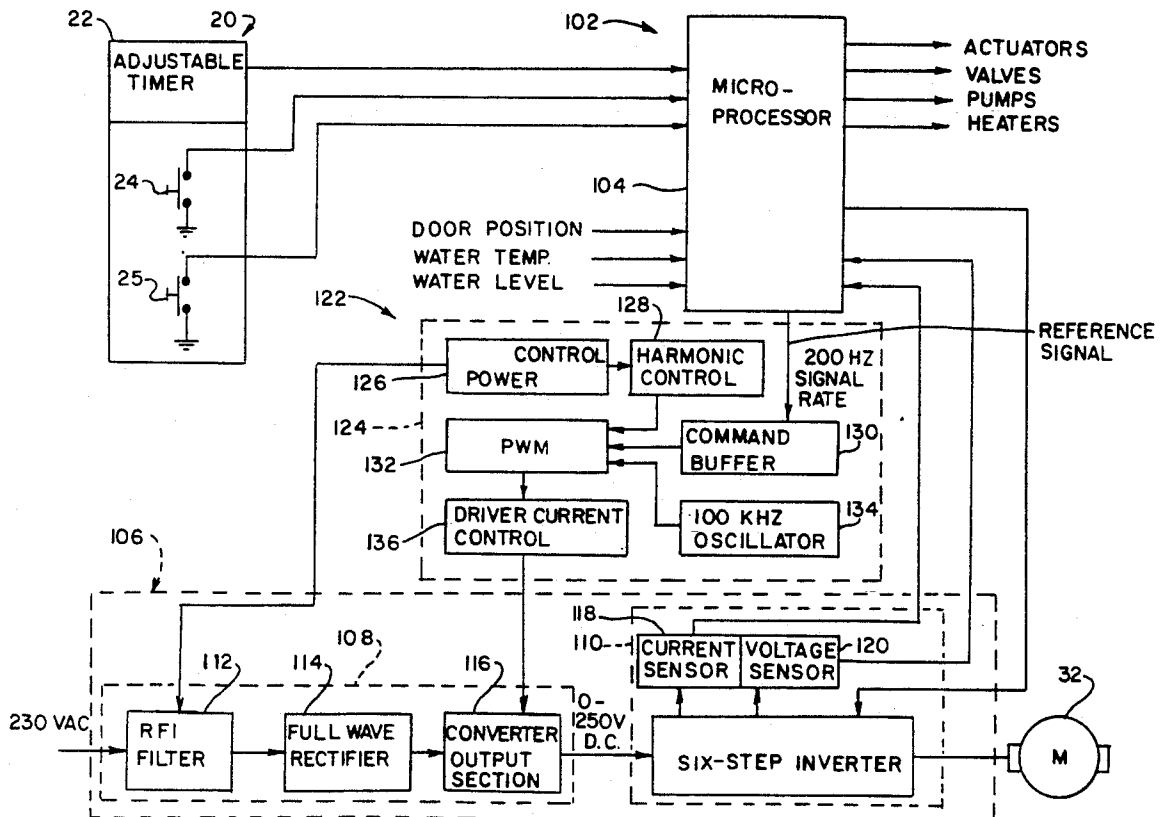 22
20
102
ADJUSTABLE
TIMER
MICRO-
PROCESSOR
ACTUATORS
VALVES
PUMPS
HEATERS
24
104
DOOR POSITION
WATER TEMP.
WATER LEVEL
25
122
128
REFERENCE
SIGNAL
CONTROL
POWER
126
HARMONIC
CONTROL
200 HZ
SIGNAL
RATE
124
PWM
132
COMMAND
BUFFER
130
DRIVER CURRENT
CONTROL
136
100 KHZ
OSCILLATOR
134
106
118
110
CURRENT
SENSOR
VOLTAGE
SENSOR
120
108
112
114
116
32
230 VAC
RFI
FILTER
FULL WAVE
RECTIFIER
CONVERTER
OUTPUT
SECTION
0-
1250V
D.C.
SIX-STEP INVERTER
M